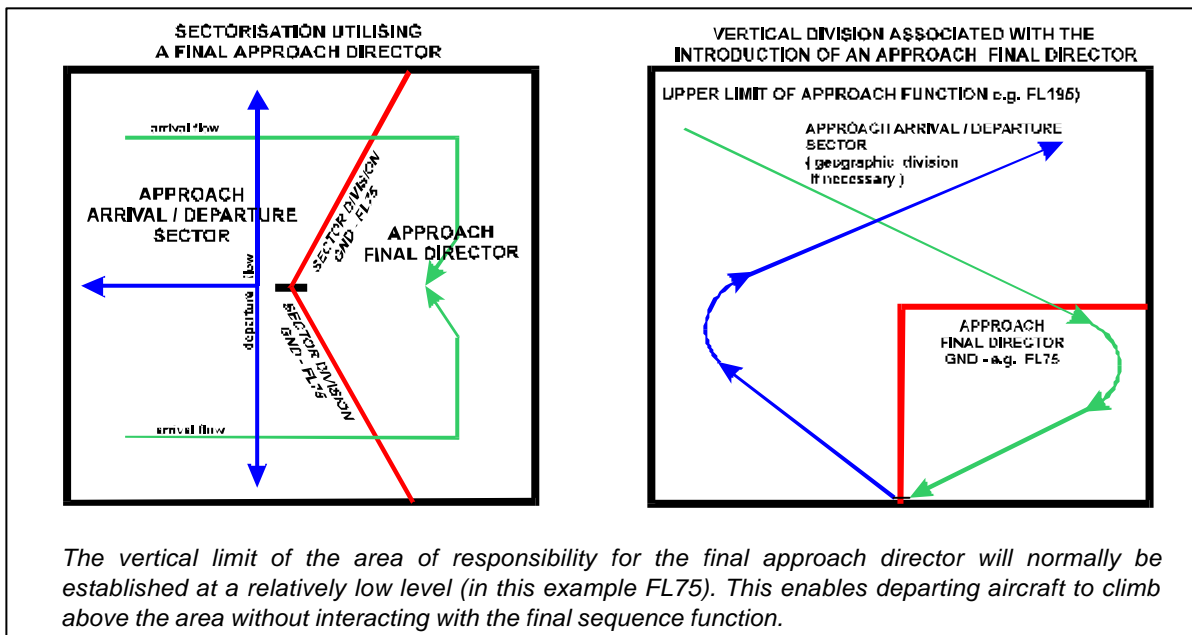 SECTORISATION UTILISING
A FINAL APPROACH DIRECTOR
arrival flow
APPROACH
ARRIVAL / DEPARTURE
SECTOR
departure flow
SECTOR DIVISION
GND - FL75
APPROACH
FINAL DIRECTOR
SECTOR DIVISION
GND - FL75
arrival flow
VERTICAL DIVISION ASSOCIATED WITH THE
INTRODUCTION OF AN APPROACH FINAL DIRECTOR
UPPER LIMIT OF APPROACH FUNCTION e.g. FL195)
APPROACH ARRIVAL / DEPARTURE
SECTOR
( geographic division
if necessary )
APPROACH
FINAL DIRECTOR
GND - e.g. FL75
The vertical limit of the area of responsibility for the final approach director will normally be
established at a relatively low level (in this example FL75). This enables departing aircraft to climb
above the area without interacting with the final sequence function.